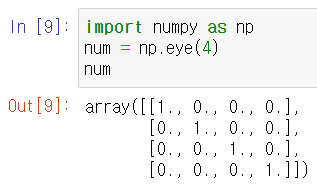 In [9]: import numpy as np
num = np.eye(4)
num
Out[9]: array([[1., 0., 0., 0.],
[0., 1., 0., 0.],
[0., 0., 1., 0.],
[0., 0., 0., 1.]])